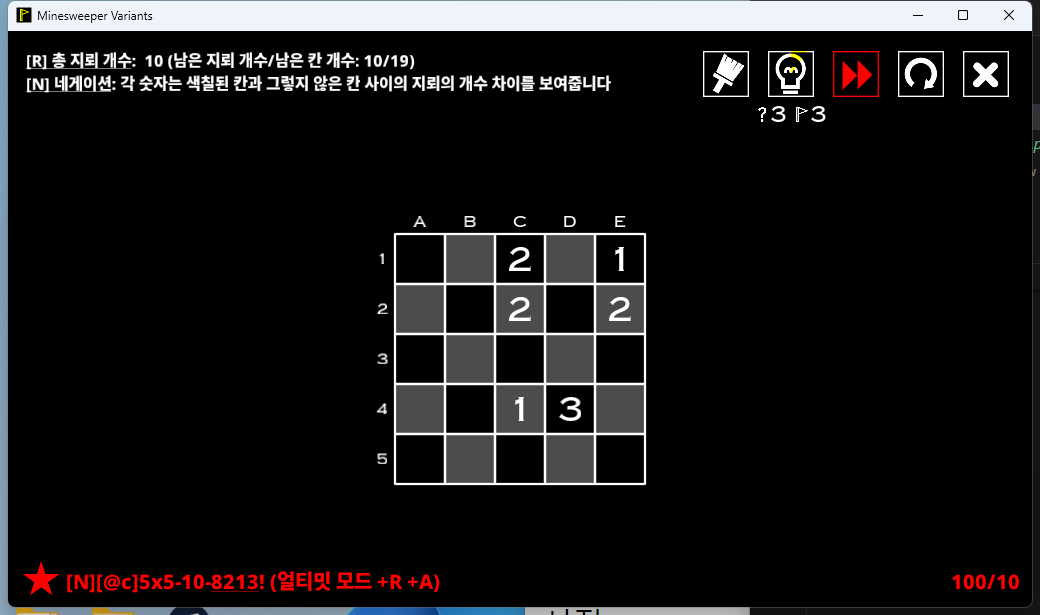 Minesweeper Variants
[R] 총 지뢰 개수: 10 (남은 지뢰 개수/남은 칸 개수: 10/19)
[N] 네게이션: 각 숫자는 색칠된 칸과 그렇지 않은 칸 사이의 지뢰의 개수 차이를 보여줍니다
?3 3
A B C D E
1 2 1
2 2 2
3
4 1 3
5
[N][@c]5x5-10-8213! (얼티밋 모드 +R +A)
100/10